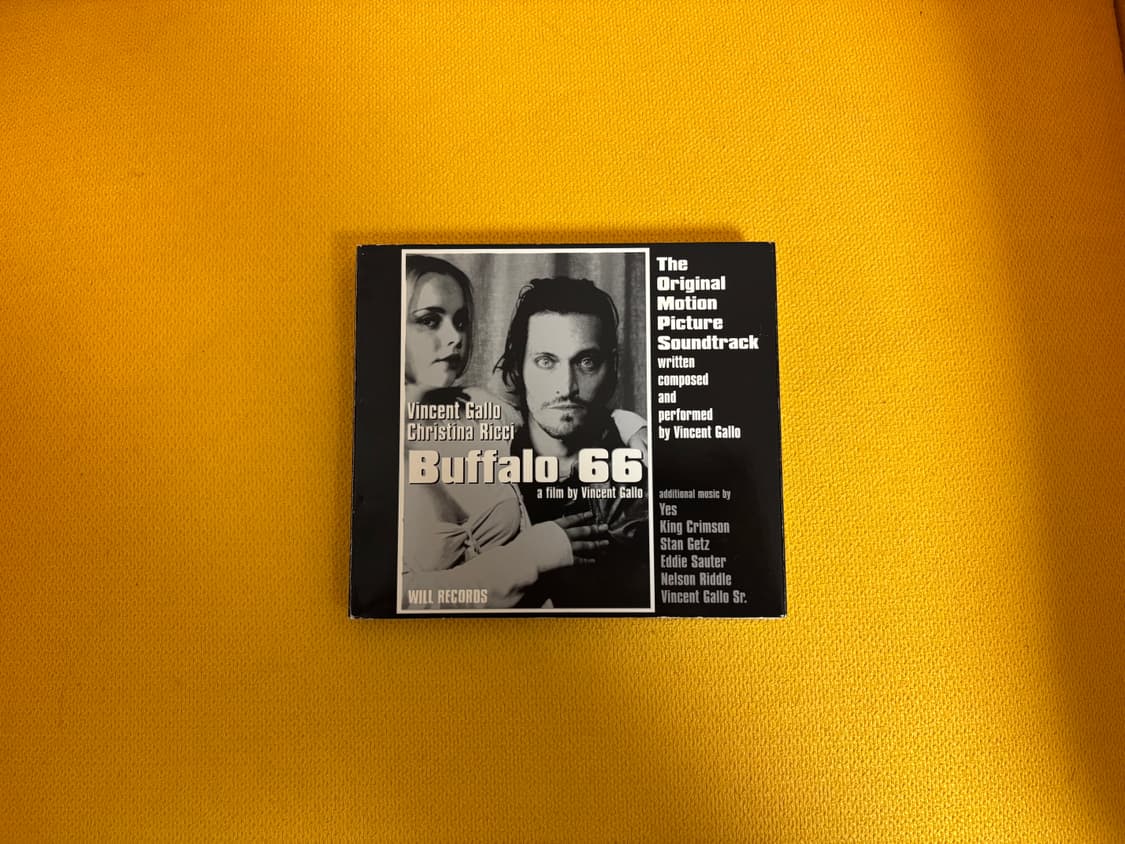 Vincent Gallo
Christina Ricci
Buffalo 66
a film by Vincent Gallo
WILL RECORDS
The
Original
Motion
Picture
Soundtrack
written
composed
and
performed
by Vincent Gallo
additional music by
Yes
King Crimson
Stan Getz
Eddie Sauter
Nelson Riddle
Vincent Gallo Sr.